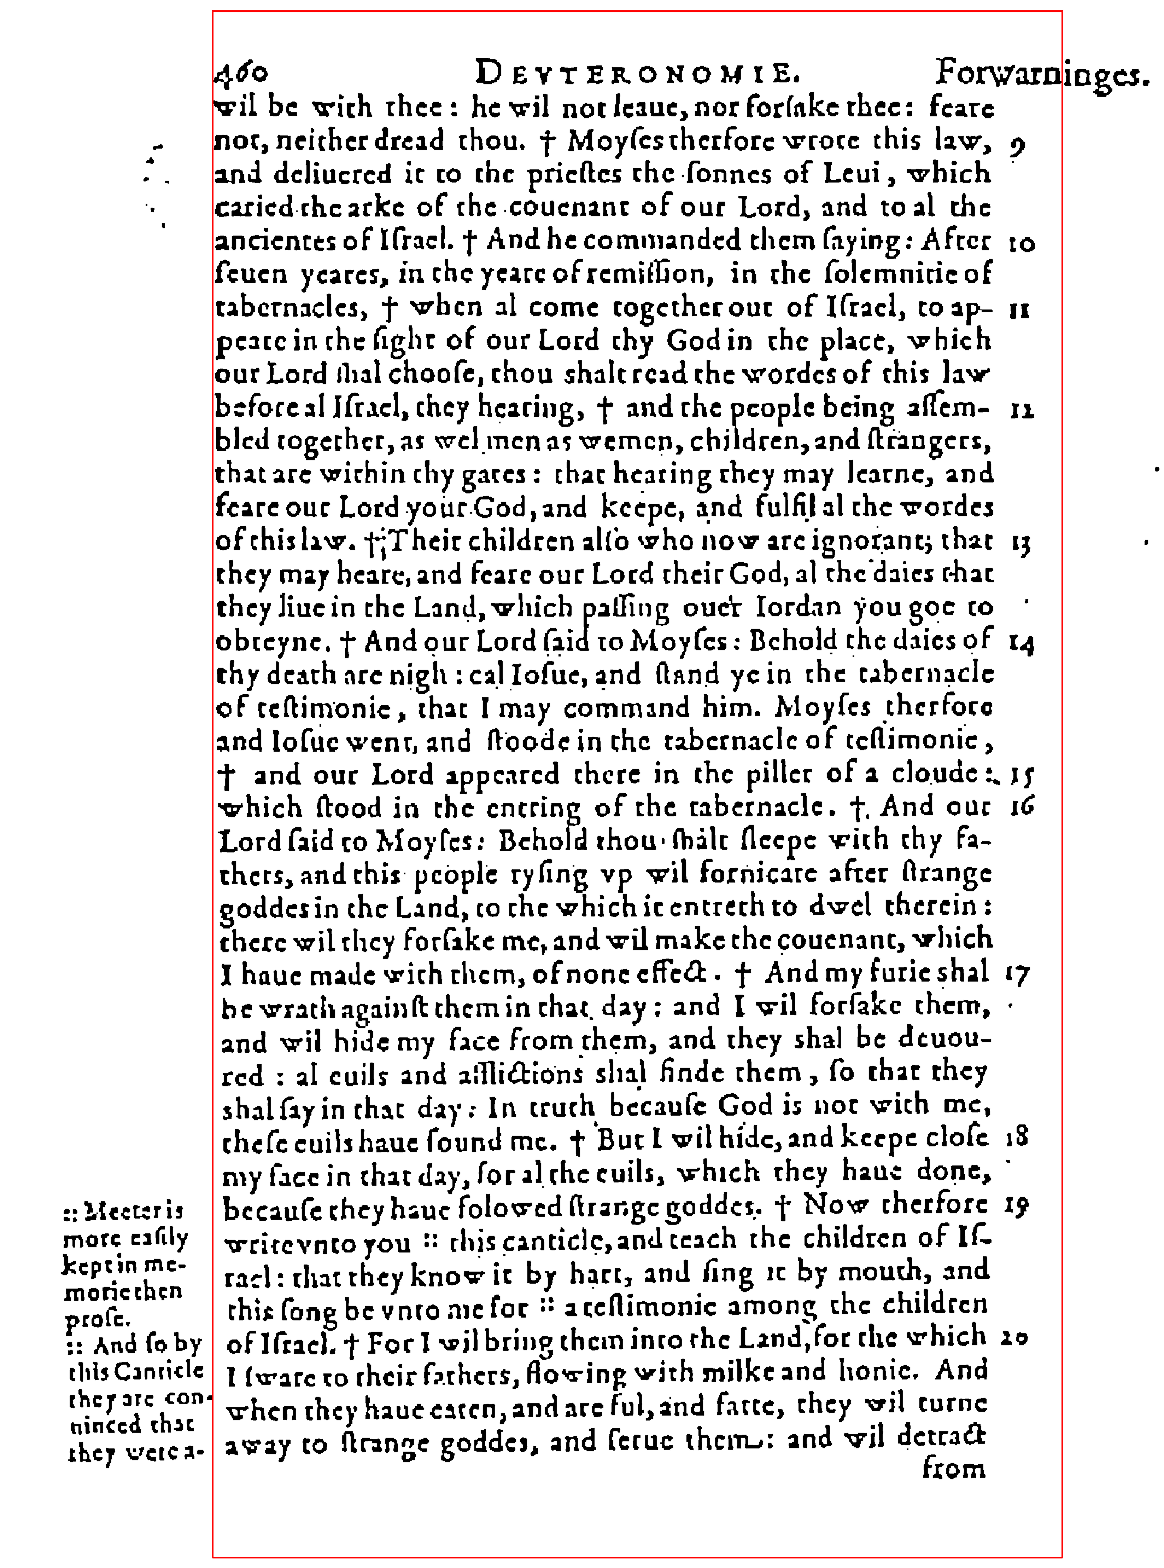 460 DEVTERONOMIE. Forwarninges.
wil be with thee: he wil not leaue, nor forſake thee: feare
not, neither dread thou. † Moyſes therfore wrote this law, 9
and deliuered it to the prieſtes the ſonnes of Leui, which
caried the arke of the couenant of our Lord, and to al the
ancientes of Iſrael. † And he commanded them ſaying: After 10
ſeuen yeares, in the yeare of remiſſion, in the ſolemnitie of
tabernacles, † when al come together out of Iſrael, to ap- 11
peare in the ſight of our Lord thy God in the place, which
our Lord ſhal chooſe, thou shalt read the wordes of this law
before al Iſrael, they hearing, † and the people being aſſem- 12
bled together, as wel men as wemen, children, and ſtrangers,
that are within thy gates: that hearing they may learne, and
feare our Lord your God, and keepe, and fulfil al the wordes
of this law. † Their children alſo who now are ignorant; that 13
they may heare, and feare our Lord their God, al the daies that
they liue in the Land, which paſſing ouer Iordan you goe to
obteyne. † And our Lord ſaid to Moyſes: Behold the daies of 14
thy death are nigh: cal Ioſue, and ſtand ye in the tabernacle
of teſtimonie, that I may command him. Moyſes therfore
and Ioſue went, and ſtoode in the tabernacle of teſtimonie,
† and our Lord appeared there in the piller of a cloude: 15
which ſtood in the entring of the tabernacle. † And our 16
Lord ſaid to Moyſes: Behold thou ſhalt ſleepe with thy fa-
thers, and this people ryſing vp wil fornicate after ſtrange
goddes in the Land, to the which it entreth to dwel therein:
there wil they forſake me, and wil make the couenant, which
I haue made with them, of none effect. † And my furie shal 17
be wrath againſt them in that day: and I wil forſake them,
and wil hide my face from them, and they shal be deuou-
red: al euils and afflictions shal finde them, ſo that they
shal ſay in that day: In truth becauſe God is not with me,
theſe euils haue found me. † But I wil hide, and keepe cloſe 18
my face in that day, for al the euils, which they haue done,
becauſe they haue folowed ſtrange goddes. † Now therfore 19
write vnto you :: this canticle, and teach the children of Iſ-
rael: that they know it by hart, and ſing it by mouth, and
this ſong be vnto me for :: a teſtimonie among the children
of Iſrael. † For I wil bring them into the Land, for the which 20
I ſware to their fathers, flowing with milke and honie. And
when they haue eaten, and are ful, and fatte, they wil turne
away to ſtrange goddes, and ſerue them: and wil detract
from
:: Meeter is
more eaſily
kept in me-
morie then
proſe.
:: And ſo by
this Canticle
they are con-
uinced that
they were a-